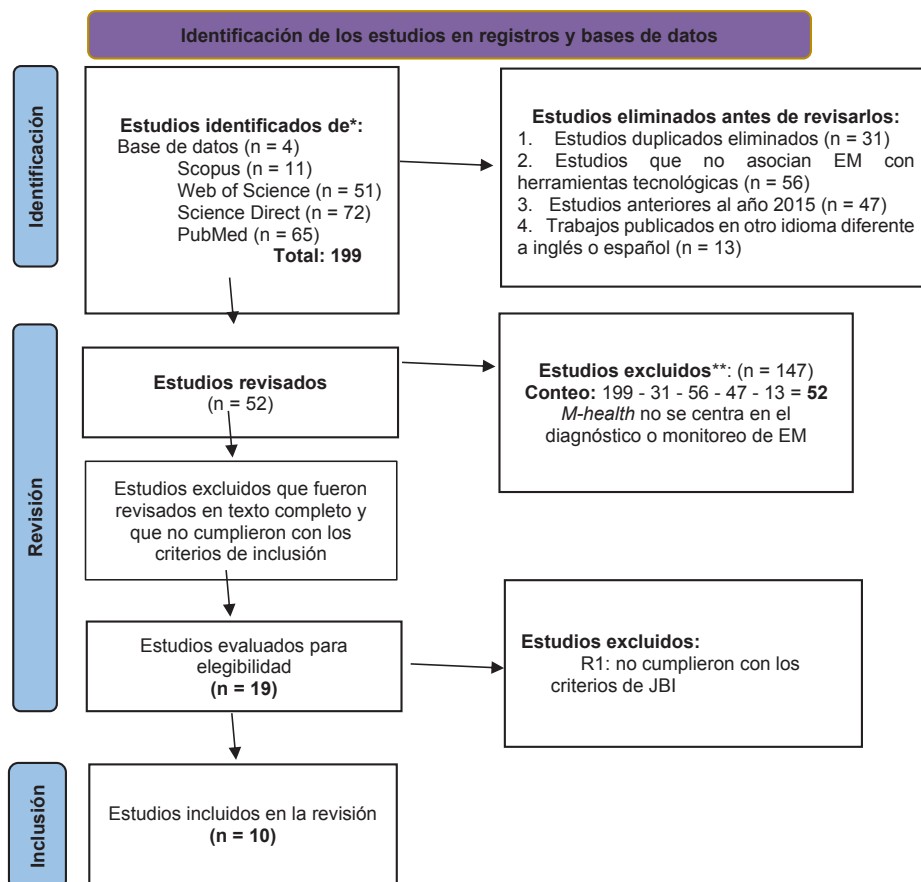 Identificación de los estudios en registros y bases de datos
Identificación
Estudios identificados de*:
Base de datos (n = 4)
Scopus (n = 11)
Web of Science (n = 51)
Science Direct (n = 72)
PubMed (n = 65)
Total: 199
Estudios eliminados antes de revisarlos:
1. Estudios duplicados eliminados (n = 31)
2. Estudios que no asocian EM con
herramientas tecnológicas (n = 56)
3. Estudios anteriores al año 2015 (n = 47)
4. Trabajos publicados en otro idioma diferente
a inglés o español (n = 13)
Revisión
Estudios revisados
(n = 52)
Estudios excluidos**: (n = 147)
Conteo: 199 - 31 - 56 - 47 - 13 = 52
M-health no se centra en el
diagnóstico o monitoreo de EM
Estudios excluidos que fueron
revisados en texto completo y
que no cumplieron con los
criterios de inclusión
Estudios evaluados para
elegibilidad
(n = 19)
Estudios excluidos:
R1: no cumplieron con los
criterios de JBI
Inclusión
Estudios incluidos en la revisión
(n = 10)